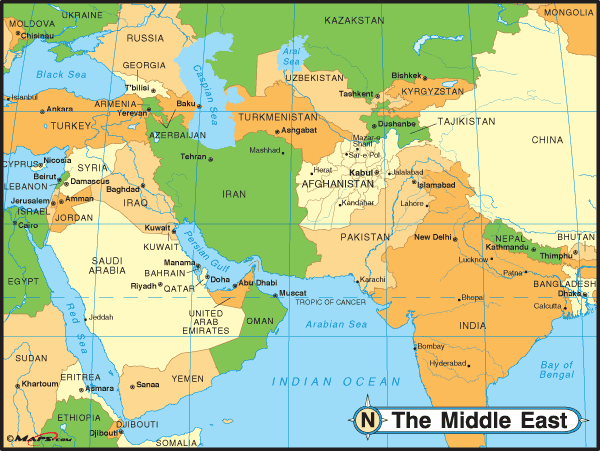 UKRAINE
MOLDOVA
Chisinau
RUSSIA
KAZAKHSTAN
MONGOLIA
Black Sea
GEORGIA
T'bilisi
Caspian Sea
Aral
Sea
UZBEKISTAN
Bishkek
Tashkent
KYRGYZSTAN
Istanbul
Ankara
TURKEY
ARMENIA
Yerevan
Baku
AZERBAIJAN
TURKMENISTAN
Ashgabat
Dushanbe
TAJIKISTAN
CHINA
Tehran
Mashhad
Mazar-e
Sharif
Sar-e Pol
CYPRUS
Nicosia
SYRIA
Beirut
LEBANON
Damascus
Baghdad
IRAQ
IRAN
Herat
Kabul
Jalalabad
AFGHANISTAN
Islamabad
Kandahar
Lahore
Jerusalem
Amman
ISRAEL
JORDAN
Cairo
Kuwait
KUWAIT
PAKISTAN
New Delhi
NEPAL
Kathmandu
BHUTAN
Thimphu
Persian Gulf
SAUDI
ARABIA
Manama
BAHRAIN
Doha
Riyadh
QATAR
Abu Dhabi
Muscat
Karachi
Lucknow
Patna
BANGLADESH
Dhaka
EGYPT
UNITED
ARAB
EMIRATES
TROPIC OF CANCER
Bhopa
Calcutta
Jeddah
Red Sea
OMAN
Arabian Sea
INDIA
Bombay
Hyderabad
Bay of
Bengal
SUDAN
Khartoum
ERITREA
Asmara
Sanaa
YEMEN
INDIAN OCEAN
ETHIOPIA
DJIBOUTI
Djibouti
SOMALIA
N The Middle East
©MAPS.com